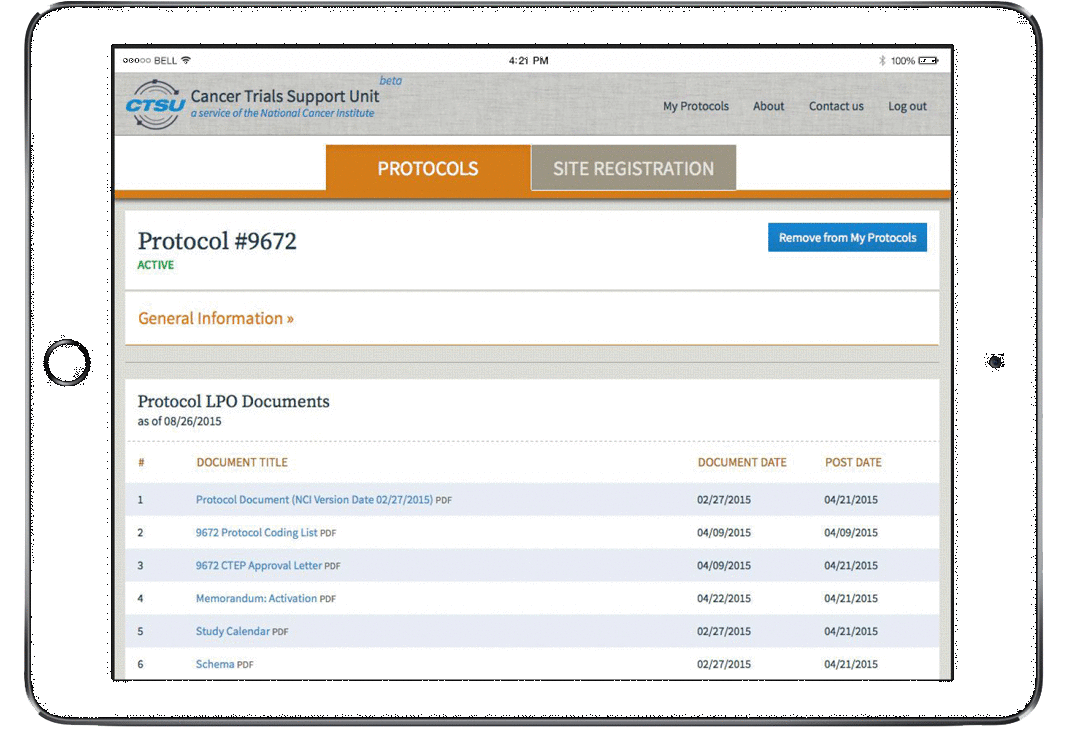 BELL 4:21 PM 100%
beta
CTSU Cancer Trials Support Unit
a service of the National Cancer Institute
My Protocols About Contact us Log out
PROTOCOLS SITE REGISTRATION
Protocol #9672 Remove from My Protocols
ACTIVE
General Information »
Protocol LPO Documents
as of 08/26/2015
# DOCUMENT TITLE DOCUMENT DATE POST DATE
1 Protocol Document (NCI Version Date 02/27/2015) PDF 02/27/2015 04/21/2015
2 9672 Protocol Coding List PDF 04/09/2015 04/09/2015
3 9672 CTEP Approval Letter PDF 04/09/2015 04/21/2015
4 Memorandum: Activation PDF 04/22/2015 04/21/2015
5 Study Calendar PDF 02/27/2015 04/21/2015
6 Schema PDF 02/27/2015 04/21/2015